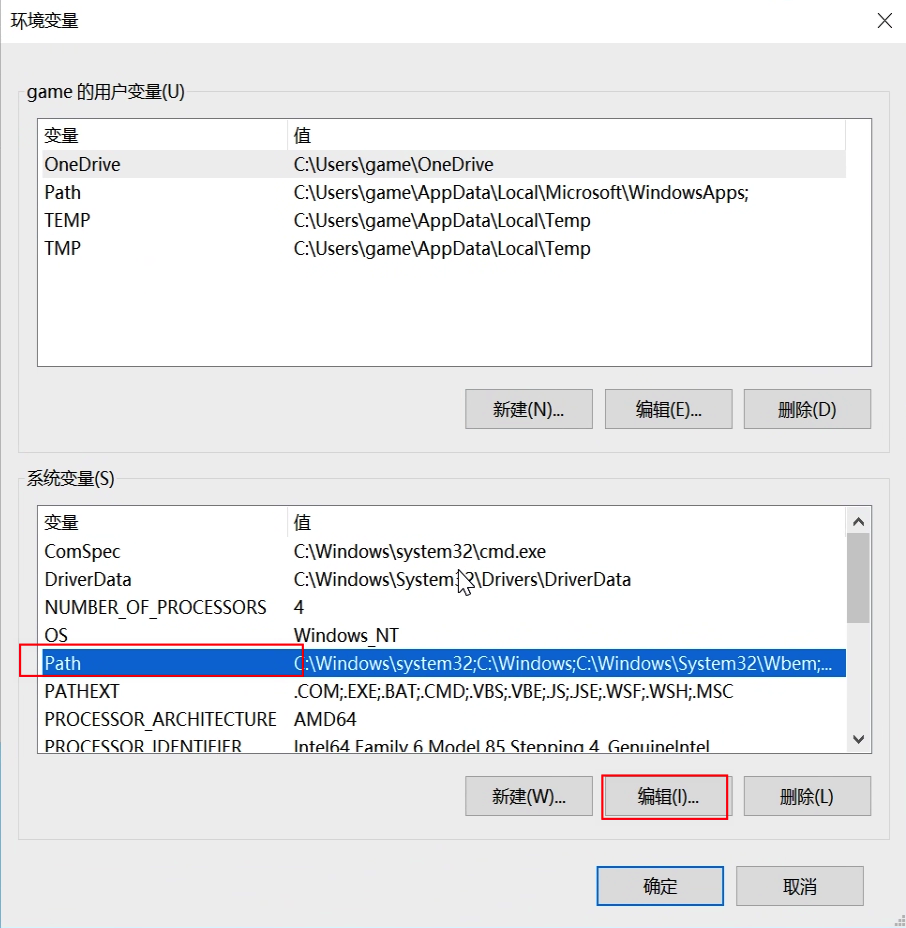 环境变量
game 的用户变量(U)
变量 值
OneDrive C:\Users\game\OneDrive
Path C:\Users\game\AppData\Local\Microsoft\WindowsApps;
TEMP C:\Users\game\AppData\Local\Temp
TMP C:\Users\game\AppData\Local\Temp
新建(N)... 编辑(E)... 删除(D)
系统变量(S)
变量 值
ComSpec C:\Windows\system32\cmd.exe
DriverData C:\Windows\System32\Drivers\DriverData
NUMBER_OF_PROCESSORS 4
OS Windows_NT
Path C:\Windows\system32;C:\Windows;C:\Windows\System32\Wbem;...
PATHEXT .COM;.EXE;.BAT;.CMD;.VBS;.VBE;.JS;.JSE;.WSF;.WSH;.MSC
PROCESSOR_ARCHITECTURE AMD64
PROCESSOR_IDENTIFIER Intel64 Family 6 Model 85 Stepping 4, GenuineIntel
新建(W)... 编辑(I)... 删除(L)
确定 取消